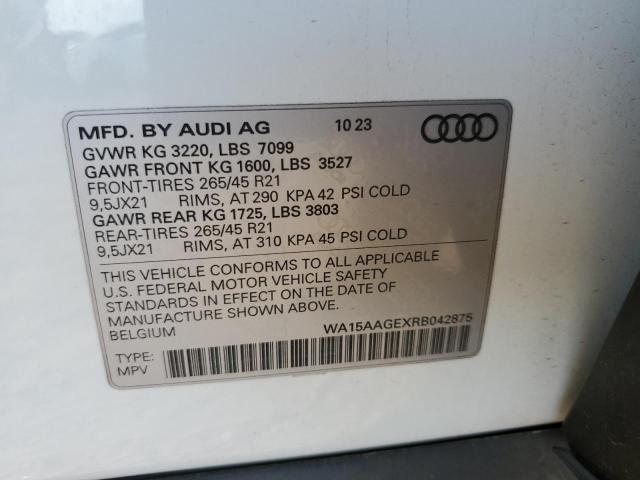 MFD. BY AUDI AG 10 23
GVWR KG 3220, LBS 7099
GAWR FRONT KG 1600, LBS 3527
FRONT-TIRES 265/45 R21
9,5JX21 RIMS, AT 290 KPA 42 PSI COLD
GAWR REAR KG 1725, LBS 3803
REAR-TIRES 265/45 R21
9,5JX21 RIMS, AT 310 KPA 45 PSI COLD
THIS VEHICLE CONFORMS TO ALL APPLICABLE
U.S. FEDERAL MOTOR VEHICLE SAFETY
STANDARDS IN EFFECT ON THE DATE OF
MANUFACTURE SHOWN ABOVE.
BELGIUM WA15AAGEXRB042875
TYPE:
MPV